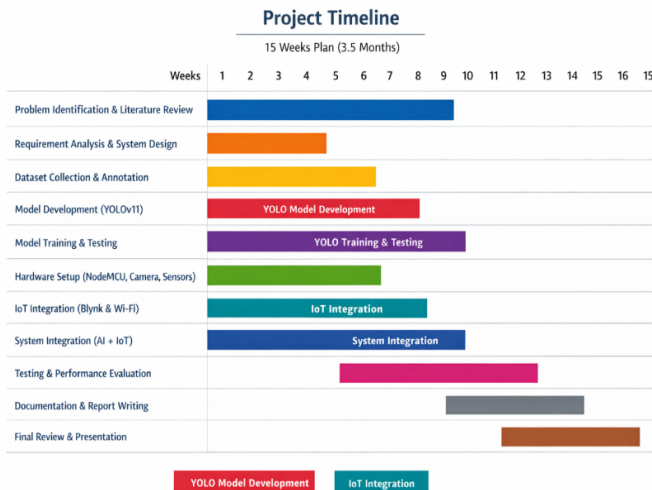 Project Timeline
15 Weeks Plan (3.5 Months)
Weeks 1 2 3 4 5 6 7 8 9 10 11 12 13 14 15 16 15
Problem Identification & Literature Review
Requirement Analysis & System Design
Dataset Collection & Annotation
Model Development (YOLOv11) YOLO Model Development
Model Training & Testing YOLO Training & Testing
Hardware Setup (NodeMCU, Camera, Sensors)
IoT Integration (Blynk & Wi-Fi) IoT Integration
System Integration (AI + IoT) System Integration
Testing & Performance Evaluation
Documentation & Report Writing
Final Review & Presentation
YOLO Model Development IoT Integration